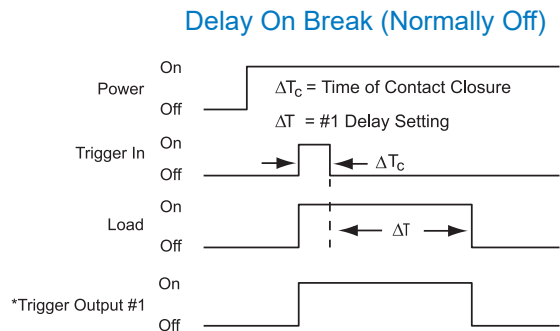 Delay On Break (Normally Off)
On
Power
Off
ΔTc = Time of Contact Closure
ΔT = #1 Delay Setting
On
Trigger In
Off
ΔTc
On
Load
Off
ΔT
On
*Trigger Output #1
Off